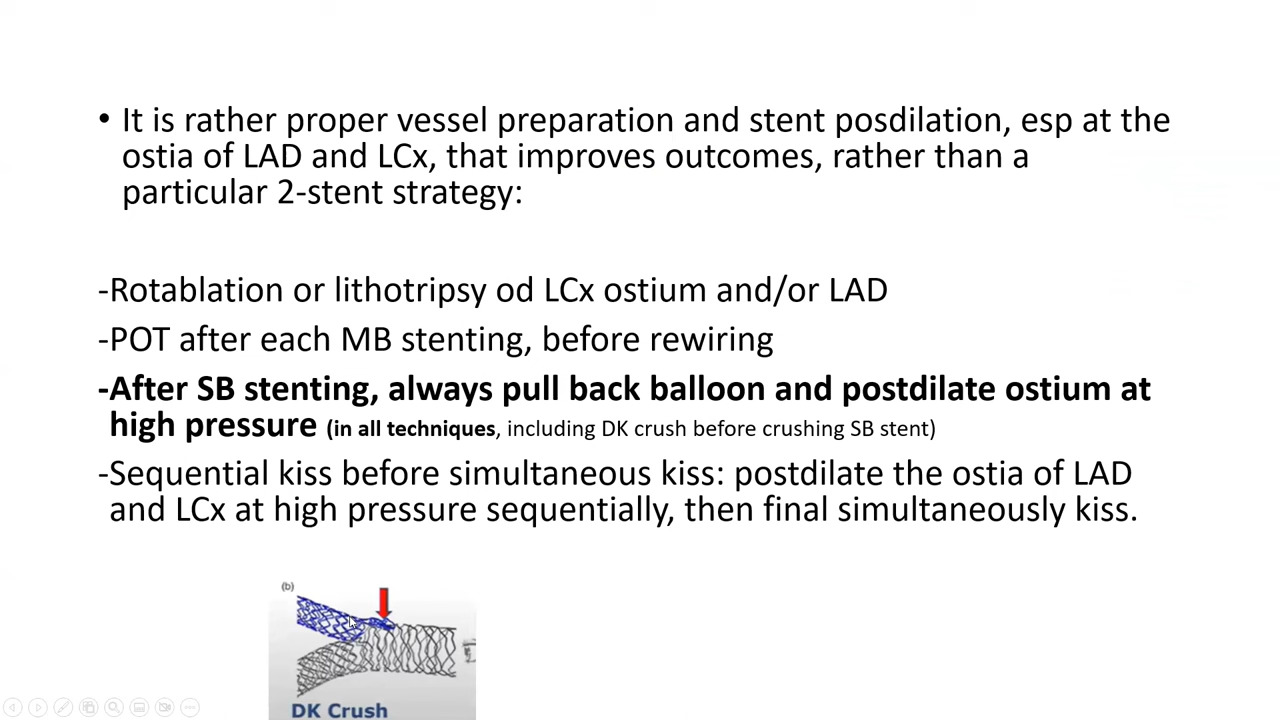 • It is rather proper vessel preparation and stent posdilation, esp at the
ostia of LAD and LCx, that improves outcomes, rather than a
particular 2-stent strategy:
-Rotablation or lithotripsy od LCx ostium and/or LAD
-POT after each MB stenting, before rewiring
-After SB stenting, always pull back balloon and postdilate ostium at
high pressure (in all techniques, including DK crush before crushing SB stent)
-Sequential kiss before simultaneous kiss: postdilate the ostia of LAD
and LCx at high pressure sequentially, then final simultaneously kiss.
(b)
DK Crush